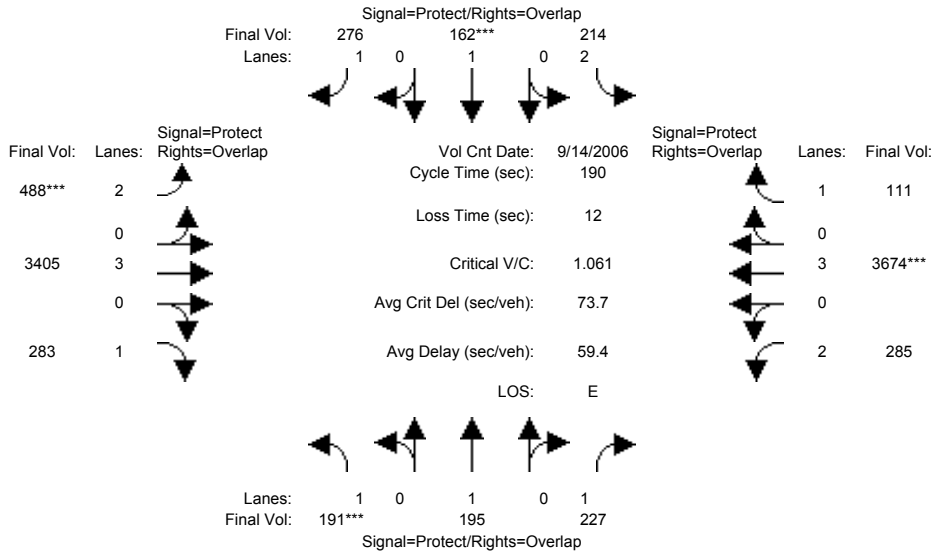 Signal=Protect/Rights=Overlap
Final Vol: 276 162*** 214
Lanes: 1 0 1 0 2
Signal=Protect
Final Vol: Lanes: Rights=Overlap
Vol Cnt Date: 9/14/2006
Signal=Protect
Rights=Overlap Lanes: Final Vol:
Cycle Time (sec): 190
488*** 2
1 111
Loss Time (sec): 12
0
0
3405 3
Critical V/C: 1.061
3 3674***
0
Avg Crit Del (sec/veh): 73.7
0
283 1
Avg Delay (sec/veh): 59.4
2 285
LOS: E
Lanes: 1 0 1 0 1
Final Vol: 191*** 195 227
Signal=Protect/Rights=Overlap